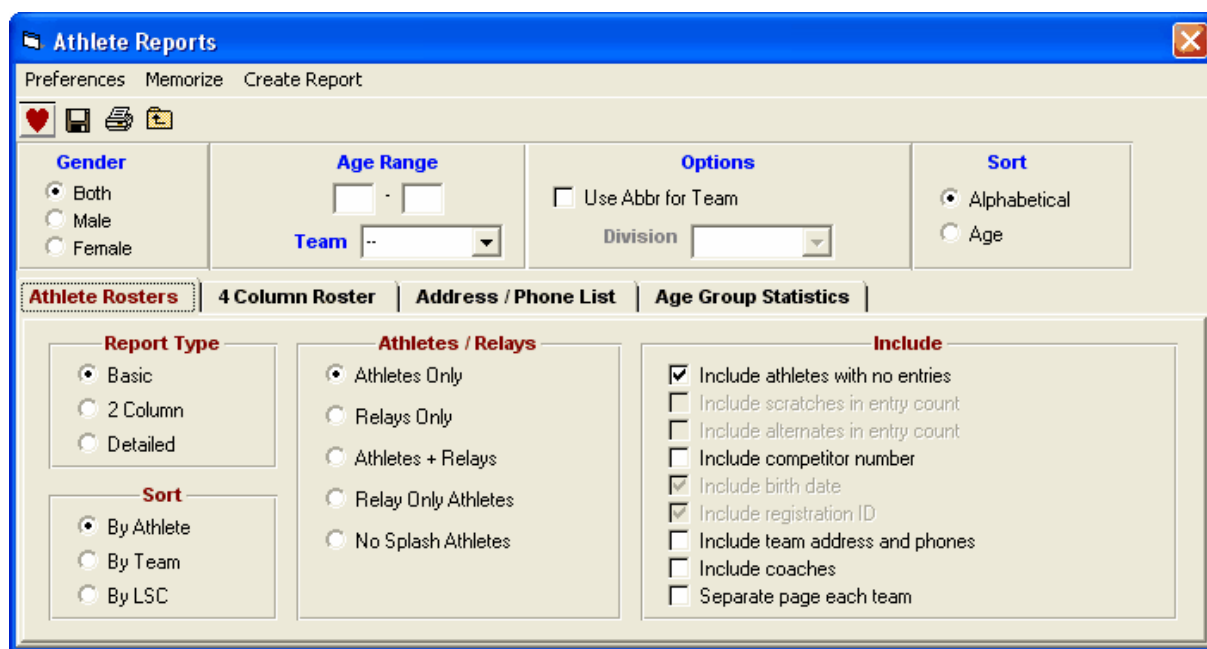 Athlete Reports
Preferences Memorize Create Report
Gender
Both
Male
Female
Age Range
-
Team --
Options
Use Abbr for Team
Division
Sort
Alphabetical
Age
Athlete Rosters 4 Column Roster Address / Phone List Age Group Statistics
Report Type
Basic
2 Column
Detailed
Sort
By Athlete
By Team
By LSC
Athletes / Relays
Athletes Only
Relays Only
Athletes + Relays
Relay Only Athletes
No Splash Athletes
Include
Include athletes with no entries
Include scratches in entry count
Include alternates in entry count
Include competitor number
Include birth date
Include registration ID
Include team address and phones
Include coaches
Separate page each team